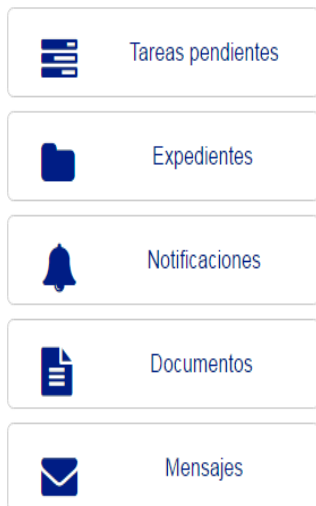 Tareas pendientes
Expedientes
Notificaciones
Documentos
Mensajes